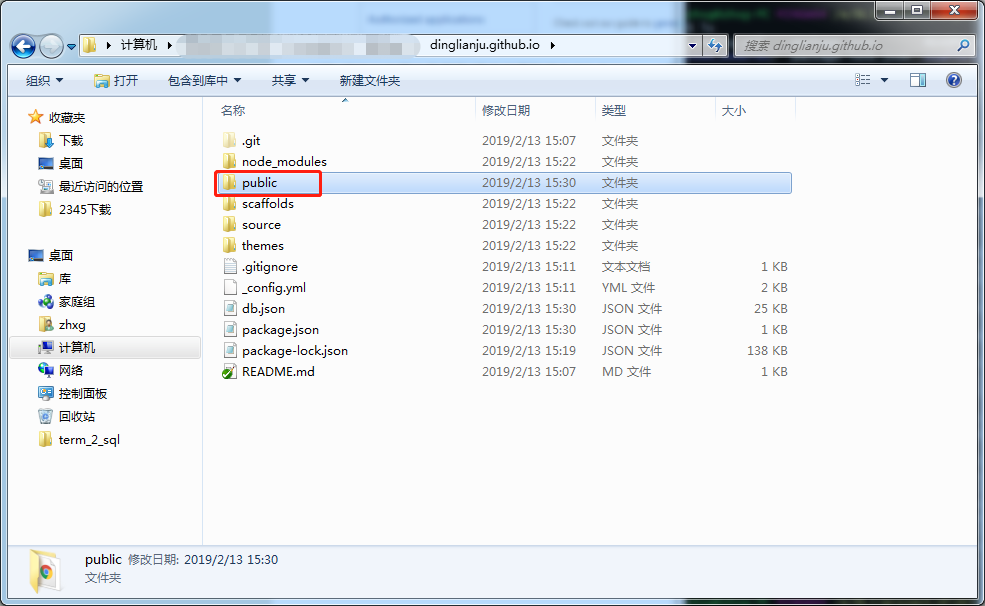 Authorized applications
计算机 dinglianju.github.io 搜索 dinglianju.github.io
组织 打开 包含到库中 共享 新建文件夹
名称 修改日期 类型 大小
收藏夹
下载
桌面
最近访问的位置
2345下载
桌面
库
家庭组
zhxg
计算机
网络
控制面板
回收站
term_2_sql
.git 2019/2/13 15:07 文件夹
node_modules 2019/2/13 15:22 文件夹
public 2019/2/13 15:30 文件夹
scaffolds 2019/2/13 15:22 文件夹
source 2019/2/13 15:22 文件夹
themes 2019/2/13 15:22 文件夹
.gitignore 2019/2/13 15:11 文本文档 1 KB
_config.yml 2019/2/13 15:11 YML 文件 2 KB
db.json 2019/2/13 15:30 JSON 文件 25 KB
package.json 2019/2/13 15:30 JSON 文件 1 KB
package-lock.json 2019/2/13 15:19 JSON 文件 138 KB
README.md 2019/2/13 15:07 MD 文件 1 KB
public 修改日期: 2019/2/13 15:30
文件夹